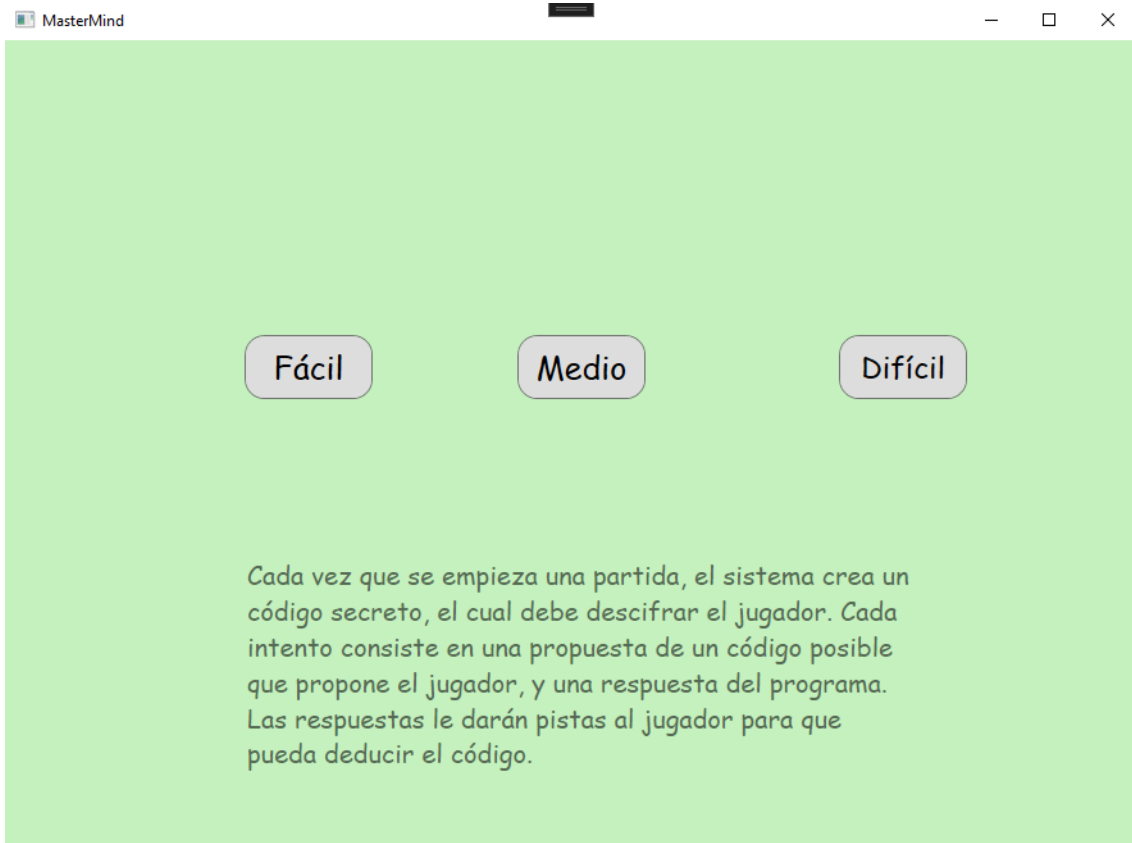 MasterMind
Fácil
Medio
Difícil
Cada vez que se empieza una partida, el sistema crea un
código secreto, el cual debe descifrar el jugador. Cada
intento consiste en una propuesta de un código posible
que propone el jugador, y una respuesta del programa.
Las respuestas le darán pistas al jugador para que
pueda deducir el código.